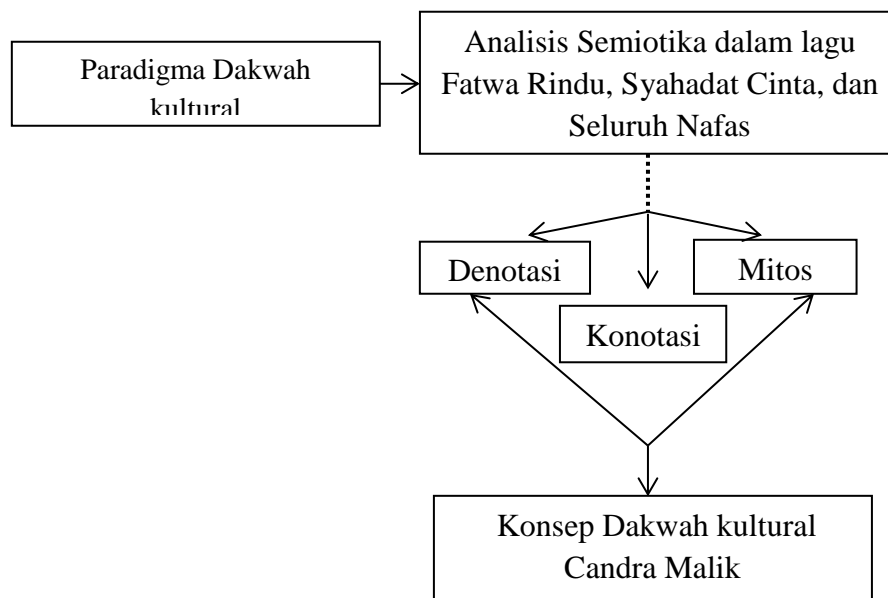 Paradigma Dakwah
kultural
Analisis Semiotika dalam lagu
Fatwa Rindu, Syahadat Cinta, dan
Seluruh Nafas
Denotasi
Mitos
Konotasi
Konsep Dakwah kultural
Candra Malik